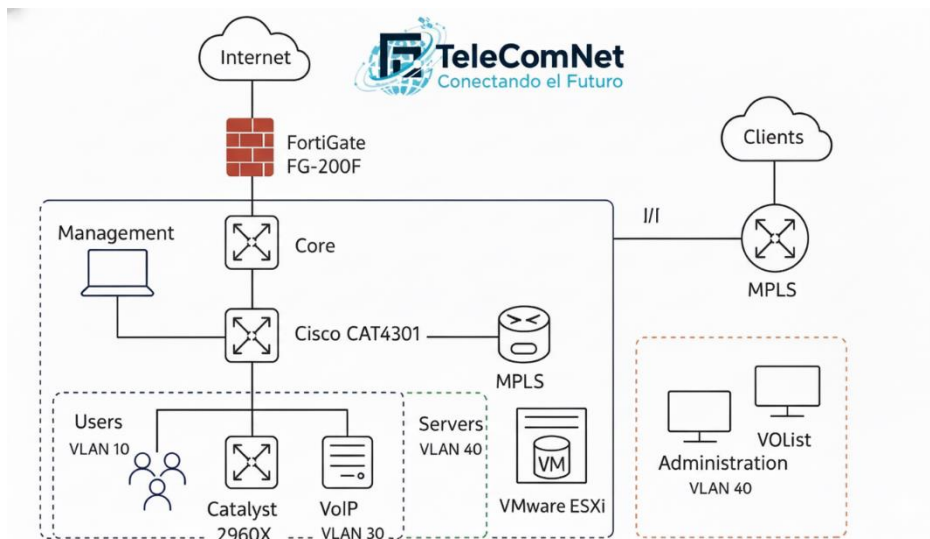 Internet
TeleComNet
Conectando el Futuro
FortiGate
FG-200F
Clients
Management
Core
MPLS
Cisco CAT4301
MPLS
Users
VLAN 10
Servers
VLAN 40
Catalyst
2960X
VoIP
VLAN 30
VM
VMware ESXi
VOList
Administration
VLAN 40